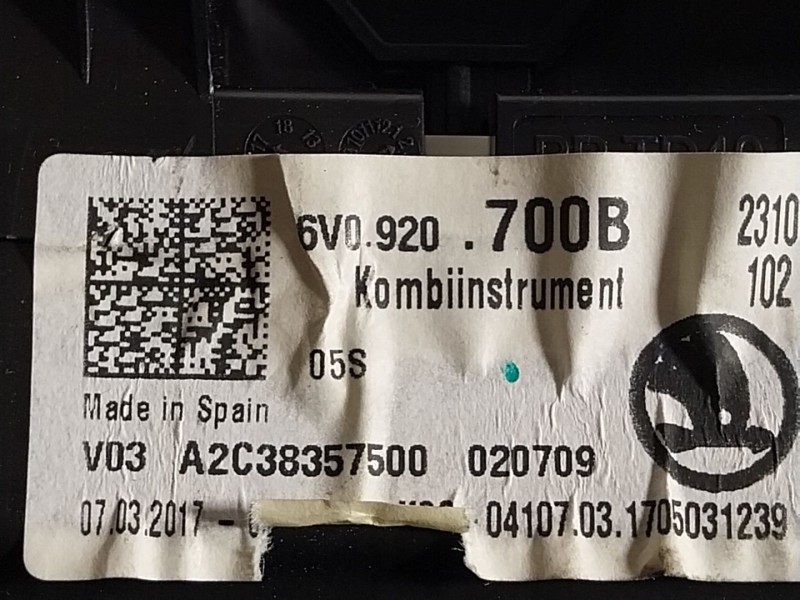 6V0.920 .700B 2310
Kombiinstrument 102
05S
Made in Spain
V03 A2C38357500 020709
07.03.2017 - 04107.03.1705031239